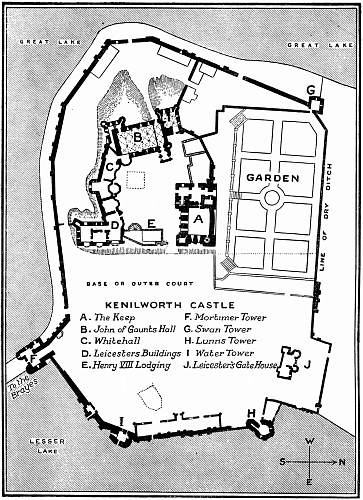 GREAT LAKE
GREAT LAKE
G
B
I
C
GARDEN
A
D
E
LINE OF DRY DITCH
BASE OR OUTER COURT
KENILWORTH CASTLE
A. The Keep
B. John of Gaunts Hall
C. Whitehall
D. Leicesters Buildings
E. Henry VIII Lodging
F. Mortimer Tower
G. Swan Tower
H. Lunns Tower
I Water Tower
J. Leicester's Gate House
J
F
To the
Brayes
I
H
LESSER
LAKE
W
S
N
E